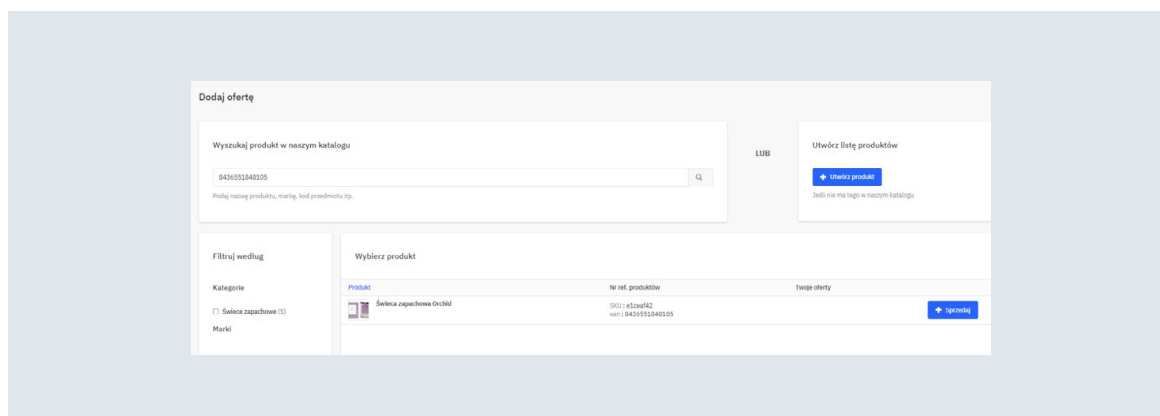 Dodaj ofertę
Wyszukaj produkt w naszym katalogu
8436551848105
Podaj nazwę produktu, markę, kod przedmiotu itp.
LUB
Utwórz listę produktów
+ Utwórz produkt
Jeśli nie ma tego w naszym katalogu
Filtruj według
Kategorie
Świece zapachowe (1)
Marki
Wybierz produkt
Produkt Nr ref. produktów Twoje oferty
Świeca zapachowa Orchid
SKU : e1ceaf42
ean : 8436551848105
+ Sprzedaj